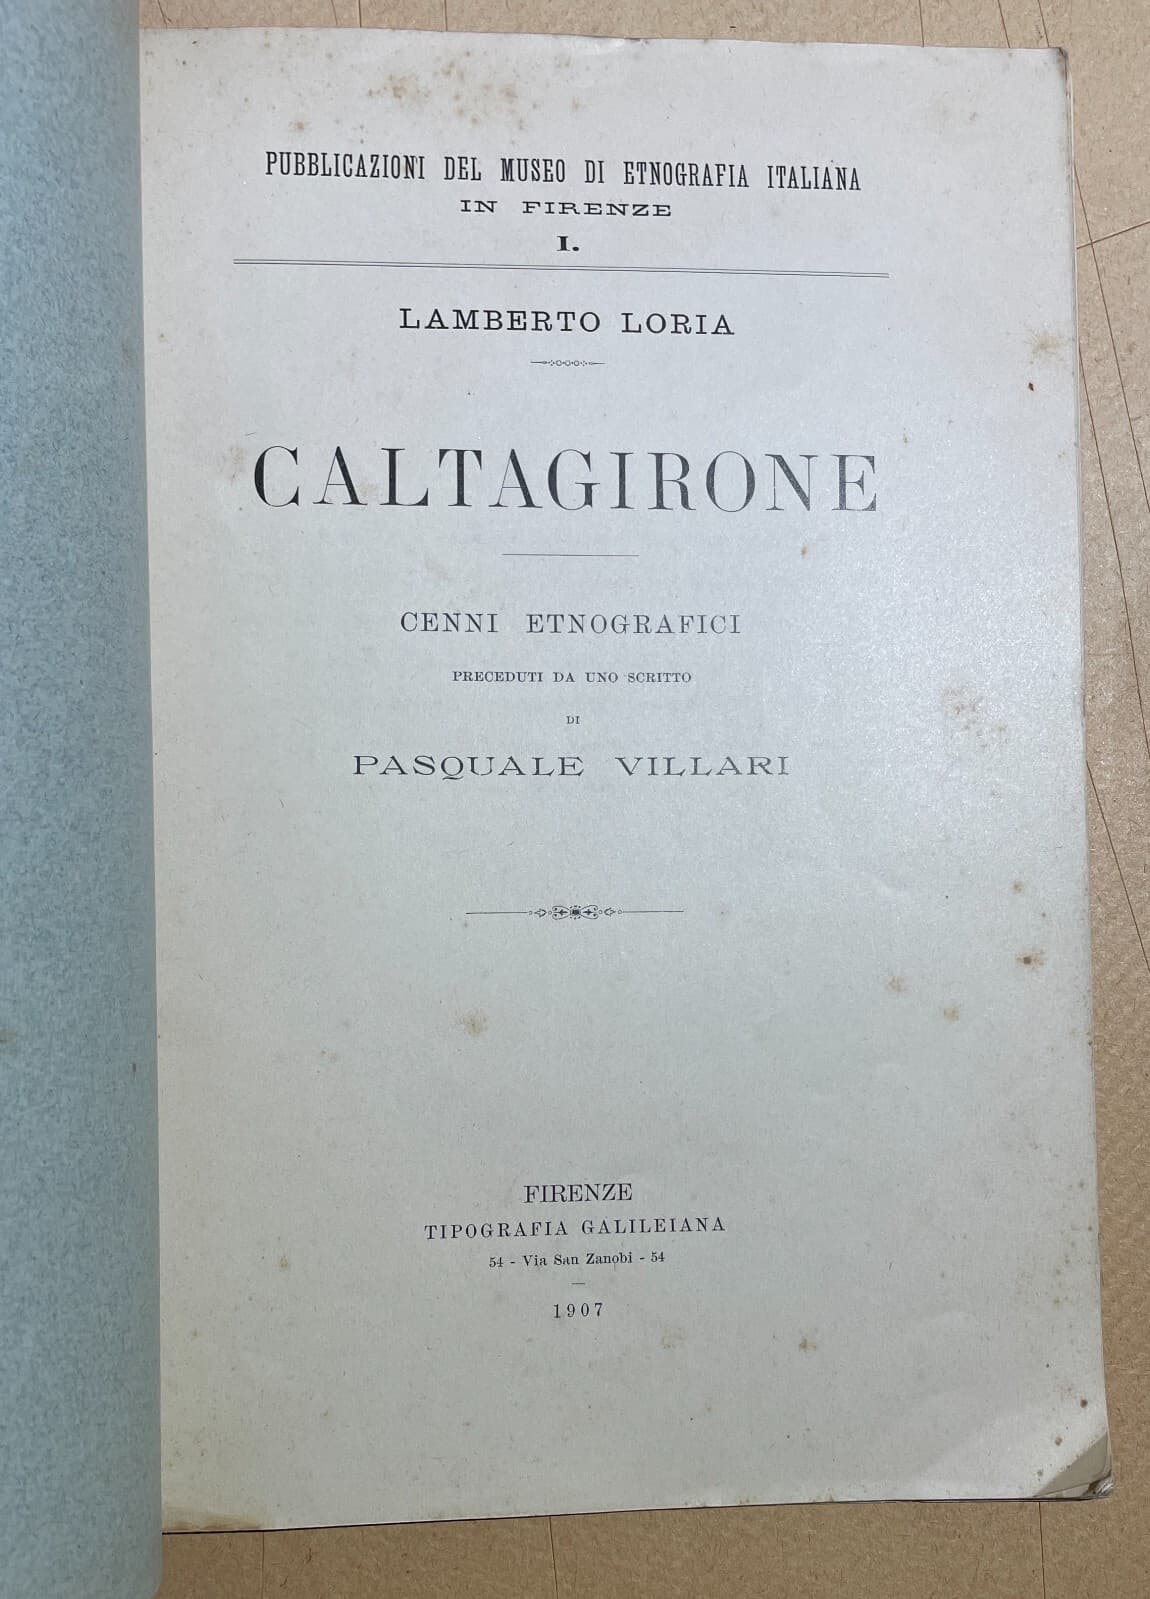 PUBBLICAZIONI DEL MUSEO DI ETNOGRAFIA ITALIANA
IN FIRENZE
I.
LAMBERTO LORIA
CALTAGIRONE
CENNI ETNOGRAFICI
PRECEDUTI DA UNO SCRITTO
DI
PASQUALE VILLARI
FIRENZE
TIPOGRAFIA GALILEIANA
54 - Via San Zanobi - 54
1907